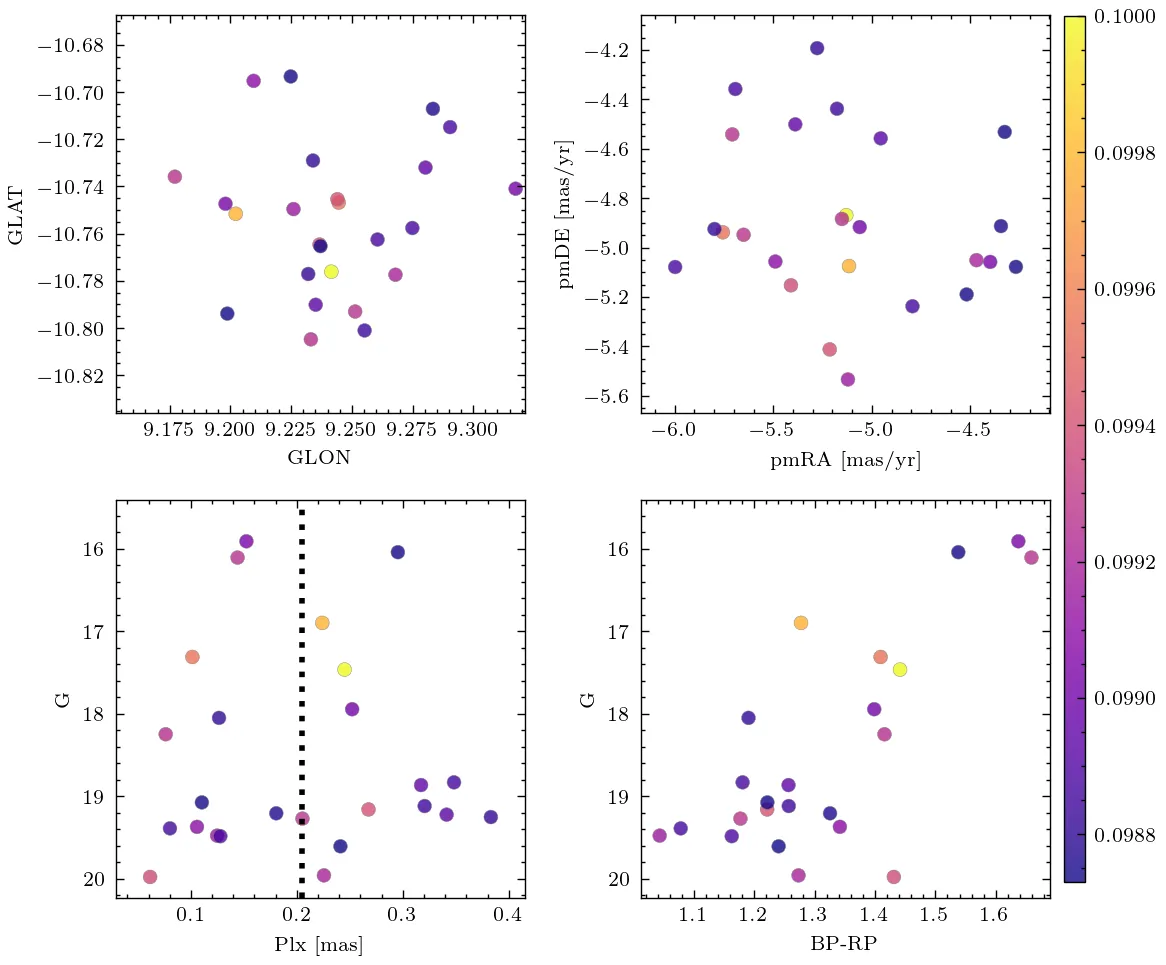 −10.68
−10.70
−10.72
−10.74
−10.76
−10.78
−10.80
−10.82
GLAT
9.175 9.200 9.225 9.250 9.275 9.300
GLON
−4.2
−4.4
−4.6
−4.8
−5.0
−5.2
−5.4
−5.6
pmDE [mas/yr]
−6.0 −5.5 −5.0 −4.5
pmRA [mas/yr]
16
17
18
19
20
G
0.1 0.2 0.3 0.4
Plx [mas]
16
17
18
19
20
G
1.1 1.2 1.3 1.4 1.5 1.6
BP-RP
0.1000
0.0998
0.0996
0.0994
0.0992
0.0990
0.0988